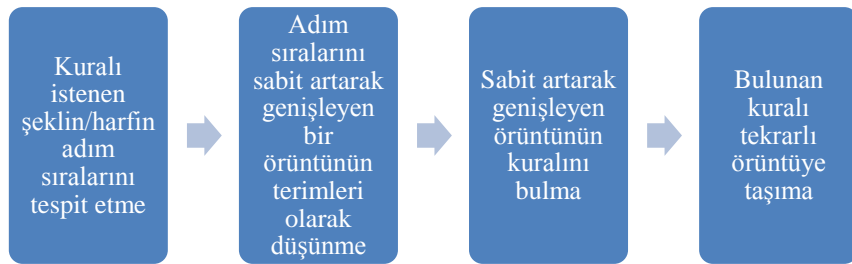 Kuralı
istenen
şeklin/harfin
adım
sıralarını
tespit etme
Adım
sıralarını
sabit artarak
genişleyen
bir
örüntünün
terimleri
olarak
düşünme
Sabit artarak
genişleyen
örüntünün
kuralını
bulma
Bulunan
kuralı
tekrarlı
örüntüye
taşıma